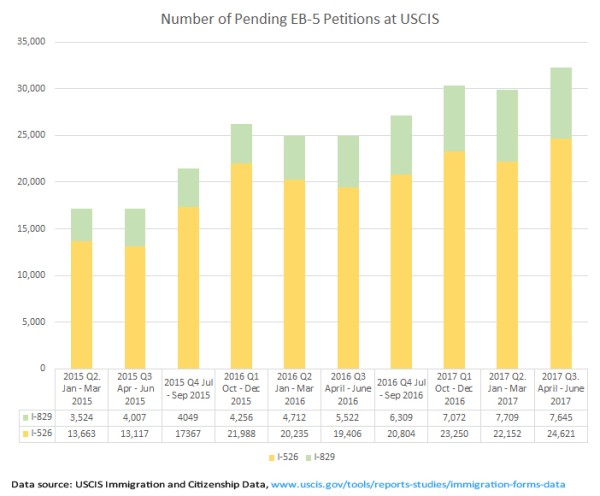 Number of Pending EB-5 Petitions at USCIS
35,000
30,000
25,000
20,000
15,000
10,000
5,000
0
2015 Q2. Jan - Mar 2015
2015 Q3 Apr - Jun 2015
2015 Q4 Jul - Sep 2015
2016 Q1 Oct - Dec 2015
2016 Q2 Jan - Mar 2016
2016 Q3 April - June 2016
2016 Q4 Jul - Sep 2016
2017 Q1 Oct - Dec 2016
2017 Q2. Jan - Mar 2017
2017 Q3. April - June 2017
I-829 3,524 4,007 4049 4,256 4,712 5,522 6,309 7,072 7,709 7,645
I-526 13,663 13,117 17367 21,988 20,235 19,406 20,804 23,250 22,152 24,621
I-526 I-829
Data source: USCIS Immigration and Citizenship Data, www.uscis.gov/tools/reports-studies/immigration-forms-data